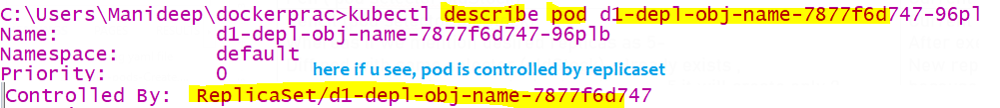 C:\Users\Manideep\dockerprac>kubectl describe pod d1-depl-obj-name-7877f6d747-96pl
Name: d1-depl-obj-name-7877f6d747-96plb
Namespace: default
Priority: 0
here if u see, pod is controlled by replicaset
Controlled By: ReplicaSet/d1-depl-obj-name-7877f6d747